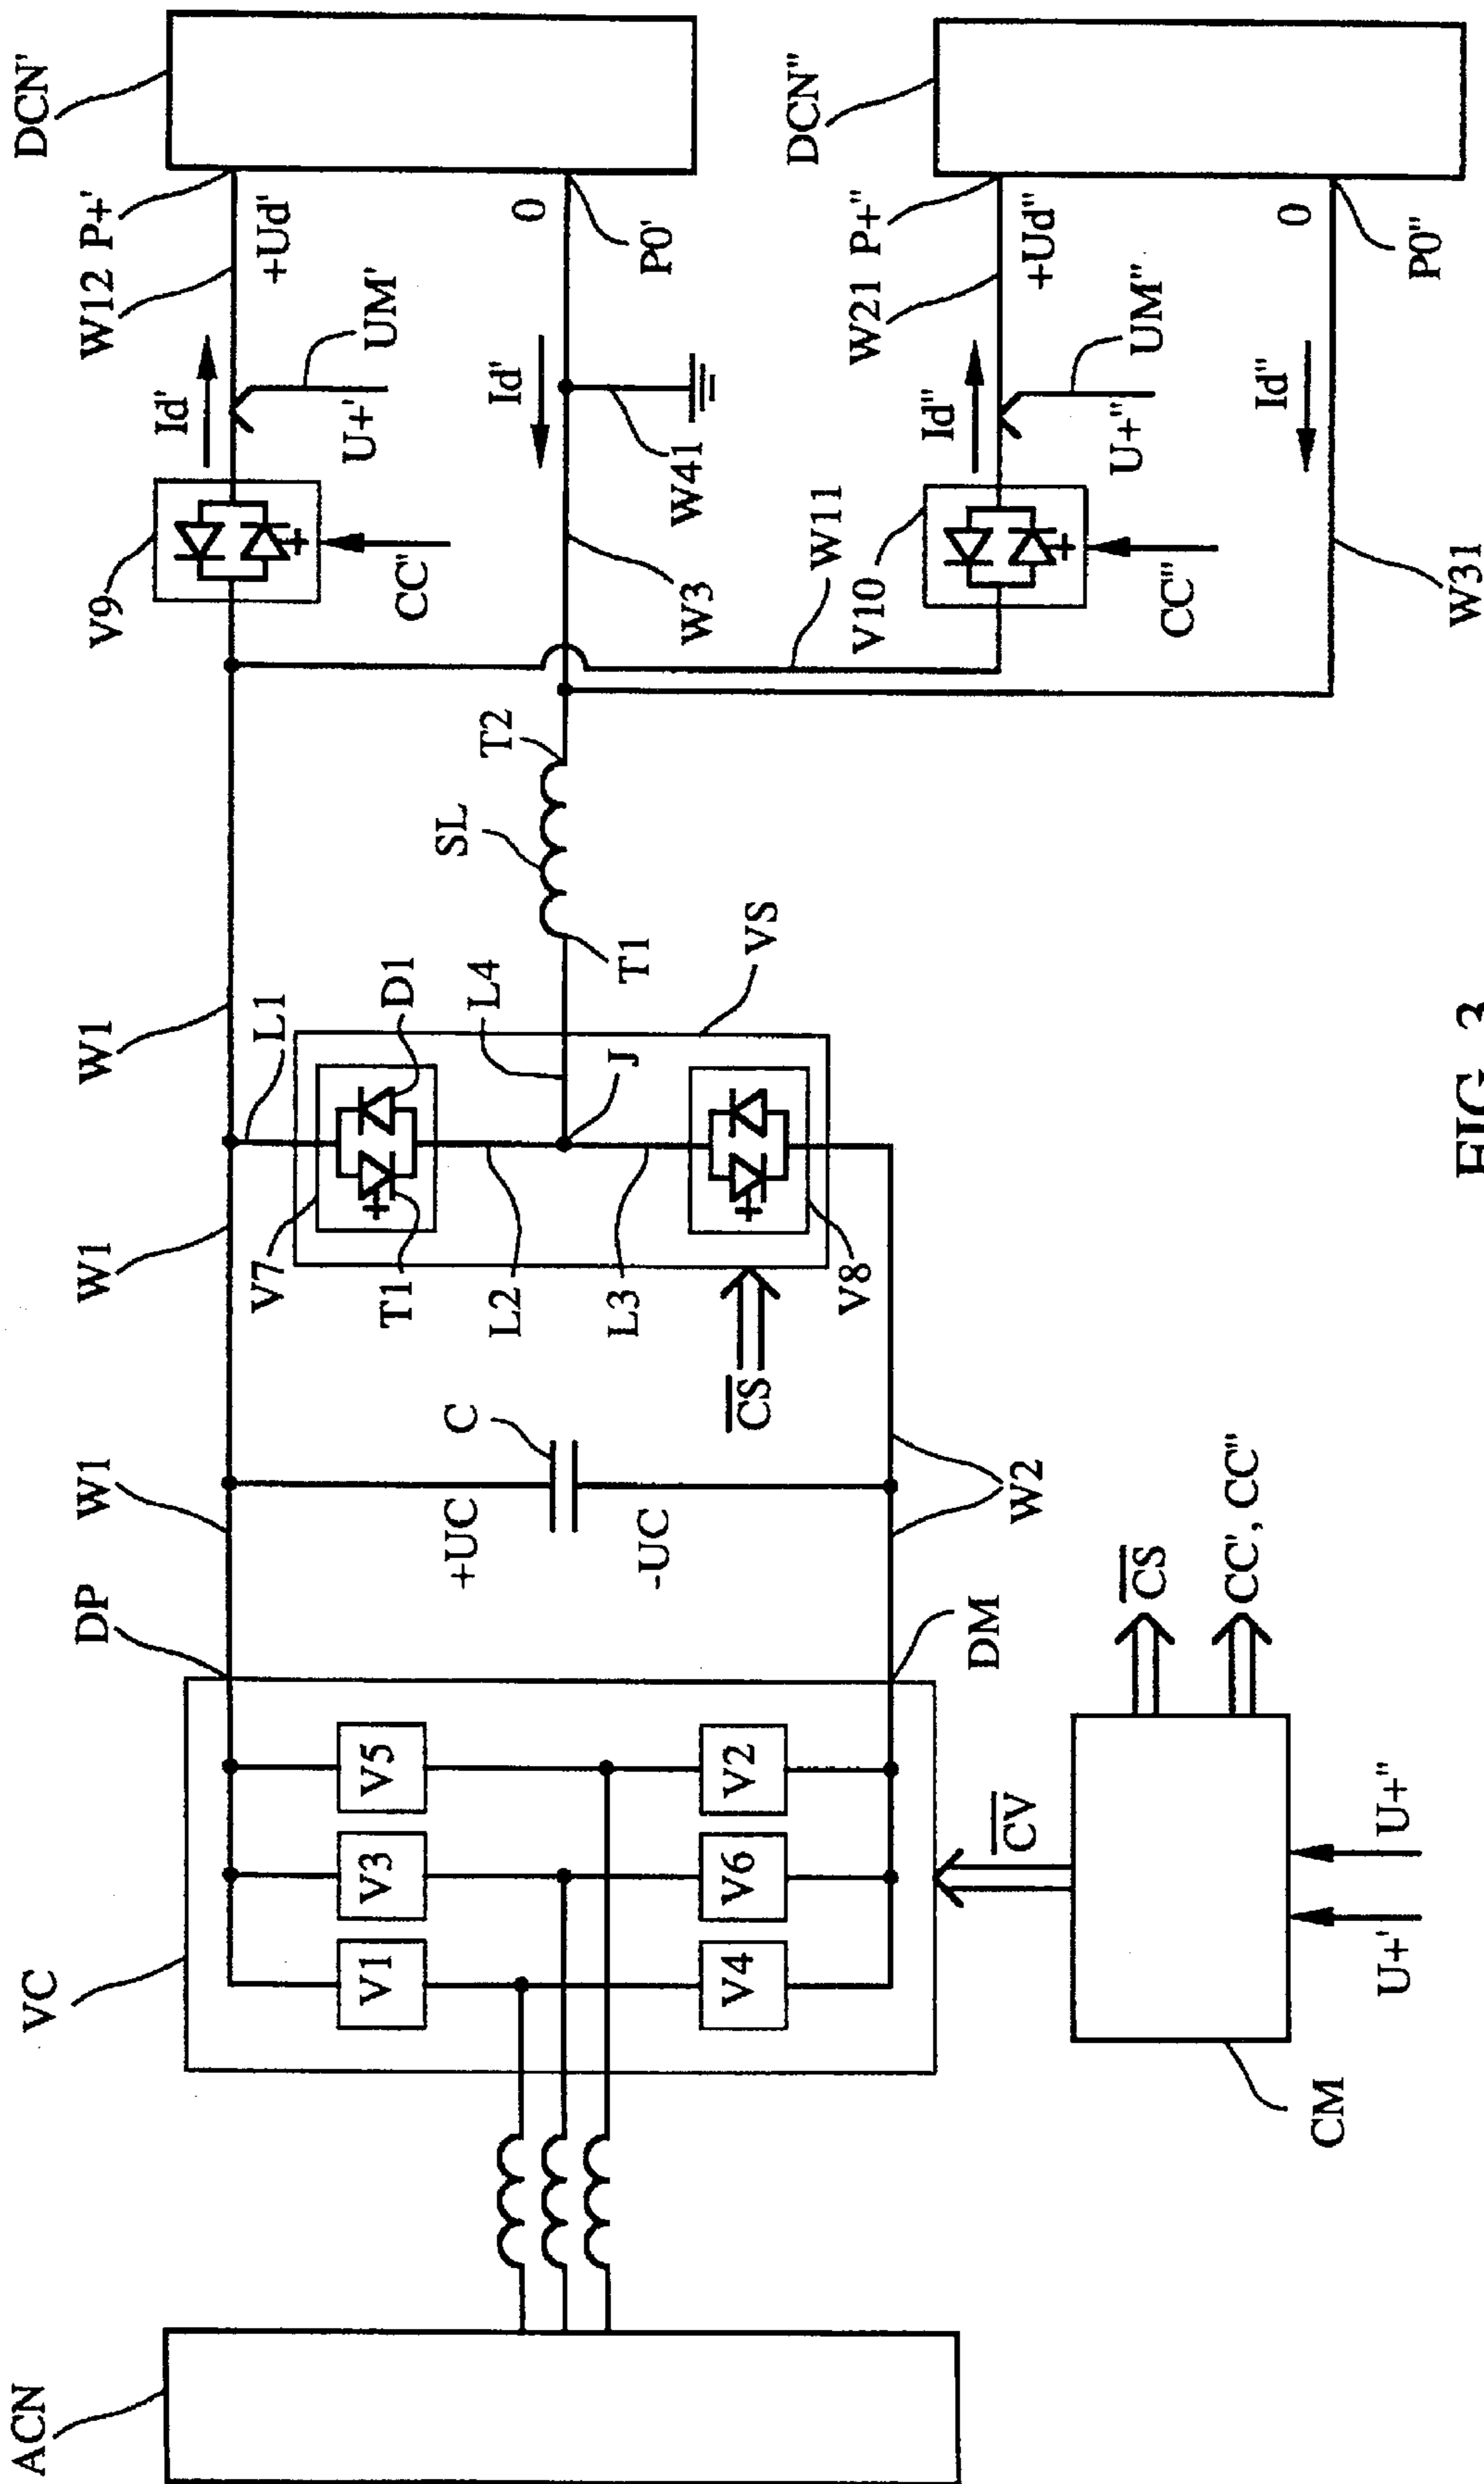 ACN
VC
V1
V3
V5
V4
V6
V2
DP
DM
CV
CM
U+'
U+"
CS
CC', CC"
W1
W1
W1
+UC
-UC
C
W2
CS
V7
T1
L1
D1
L2
L3
L4
J
V8
VS
T1
SL
T2
V9
CC'
Id'
U+'
UM'
W12
P+'
+Ud'
DCN'
W3
Id'
W41
0
P0'
W11
V10
CC"
Id"
U+"
UM"
W21
P+"
+Ud"
DCN"
W31
Id"
0
P0"
FIG. 3